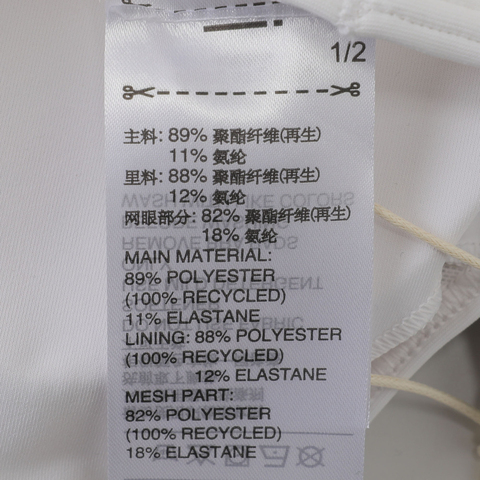 1/2
主料: 89% 聚酯纤维(再生)
11% 氨纶
里料: 88% 聚酯纤维(再生)
12% 氨纶
网眼部分: 82% 聚酯纤维(再生)
18% 氨纶
MAIN MATERIAL:
89% POLYESTER
(100% RECYCLED)
11% ELASTANE
LINING: 88% POLYESTER
(100% RECYCLED)
12% ELASTANE
MESH PART:
82% POLYESTER
(100% RECYCLED)
18% ELASTANE